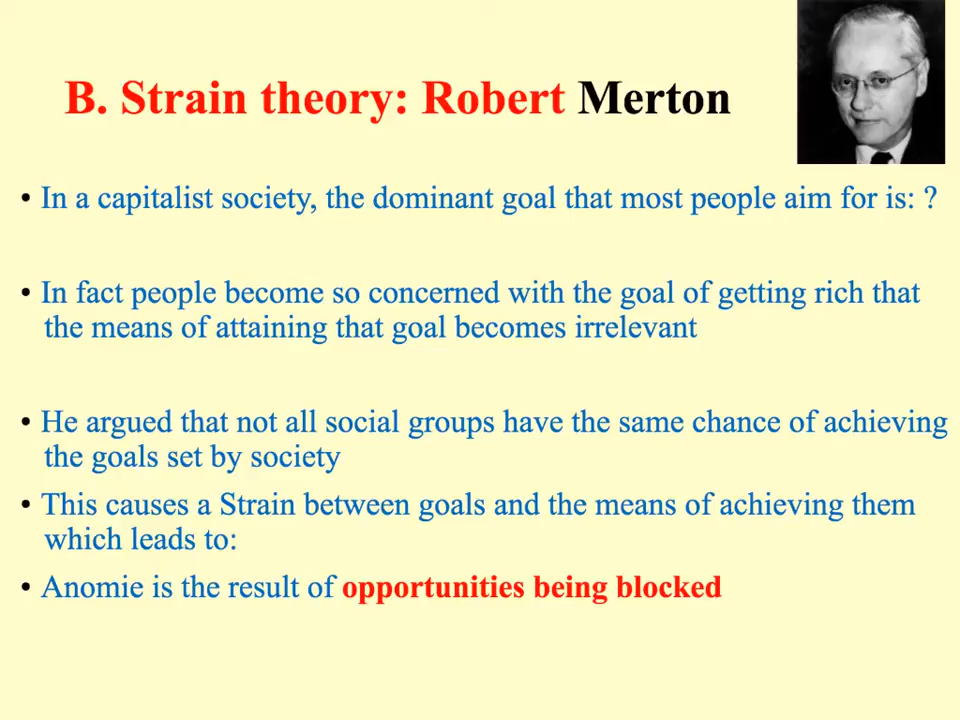 B. Strain theory: Robert Merton
• In a capitalist society, the dominant goal that most people aim for is: ?
• In fact people become so concerned with the goal of getting rich that
the means of attaining that goal becomes irrelevant
• He argued that not all social groups have the same chance of achieving
the goals set by society
• This causes a Strain between goals and the means of achieving them
which leads to:
• Anomie is the result of opportunities being blocked